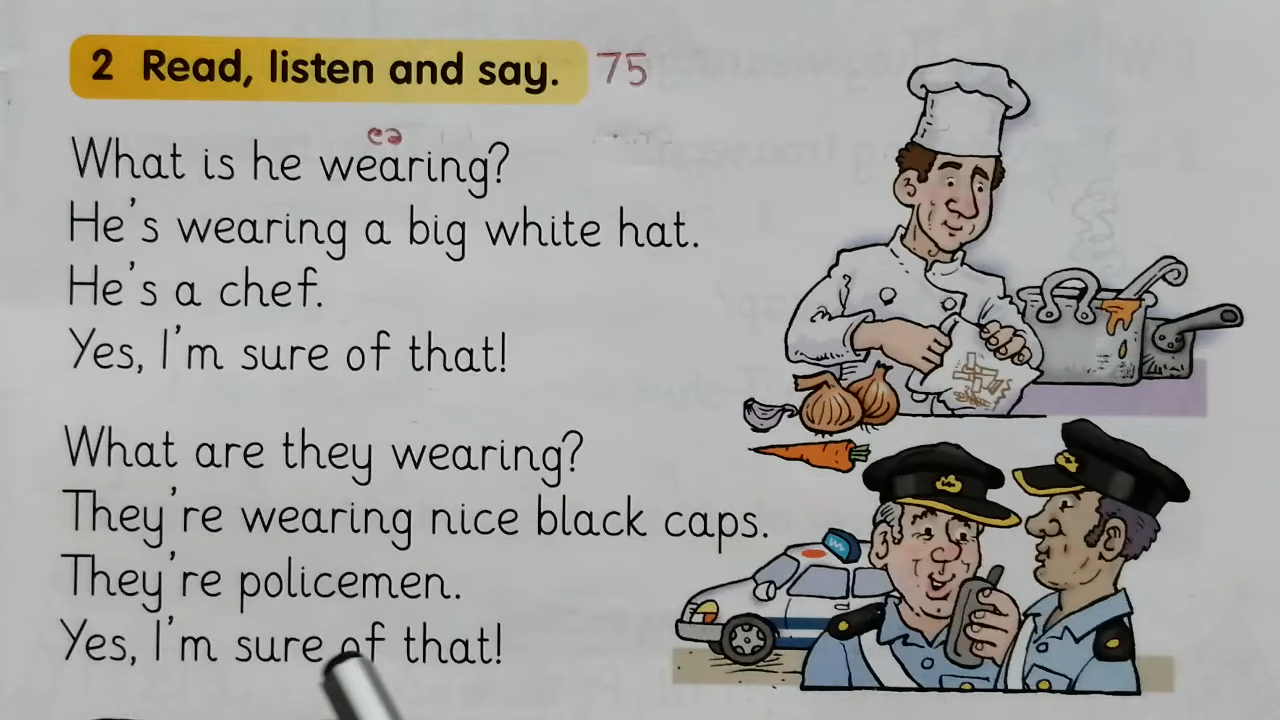 2 Read, listen and say. 75
ea
What is he wearing?
He's wearing a big white hat.
He's a chef.
Yes, I'm sure of that!
What are they wearing?
They're wearing nice black caps.
They're policemen.
Yes, I'm sure of that!